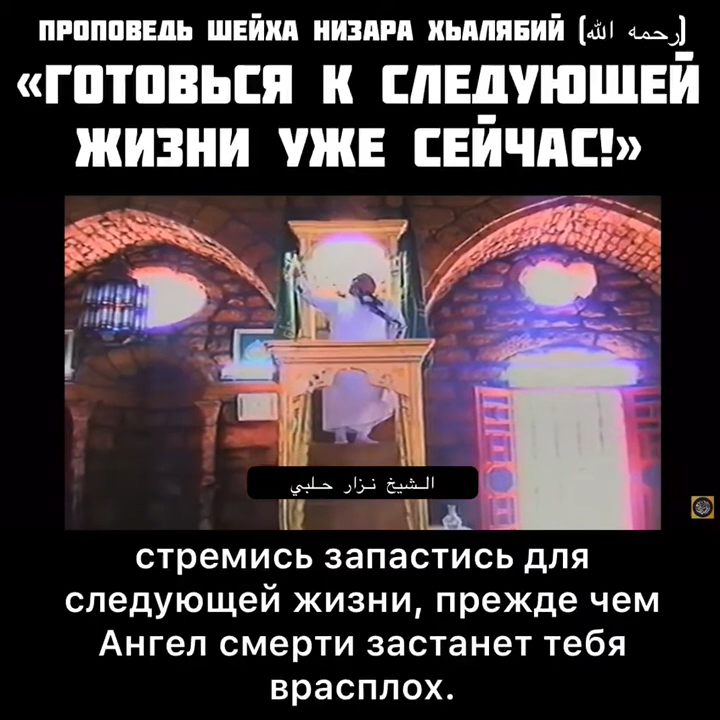 ПРОПОВЕДЬ ШЕЙХА НИЗАРА ХЬАЛЯБИЙ (رحمه الله)
«ГОТОВЬСЯ К СЛЕДУЮЩЕЙ
ЖИЗНИ УЖЕ СЕЙЧАС!»
الشيخ نزار حلبي
стремись запастись для
следующей жизни, прежде чем
Ангел смерти застанет тебя
врасплох.